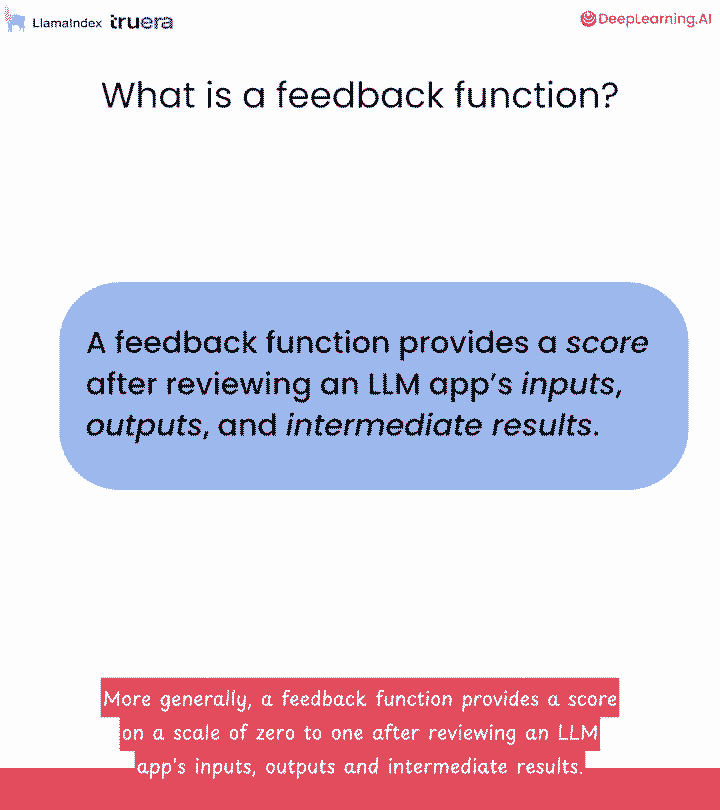 LlamaIndex truera DeepLearning.AI
What is a feedback function?
A feedback function provides a score
after reviewing an LLM app’s inputs,
outputs, and intermediate results.
More generally, a feedback function provides a score
on a scale of zero to one after reviewing an LLM
app's inputs, outputs and intermediate results.